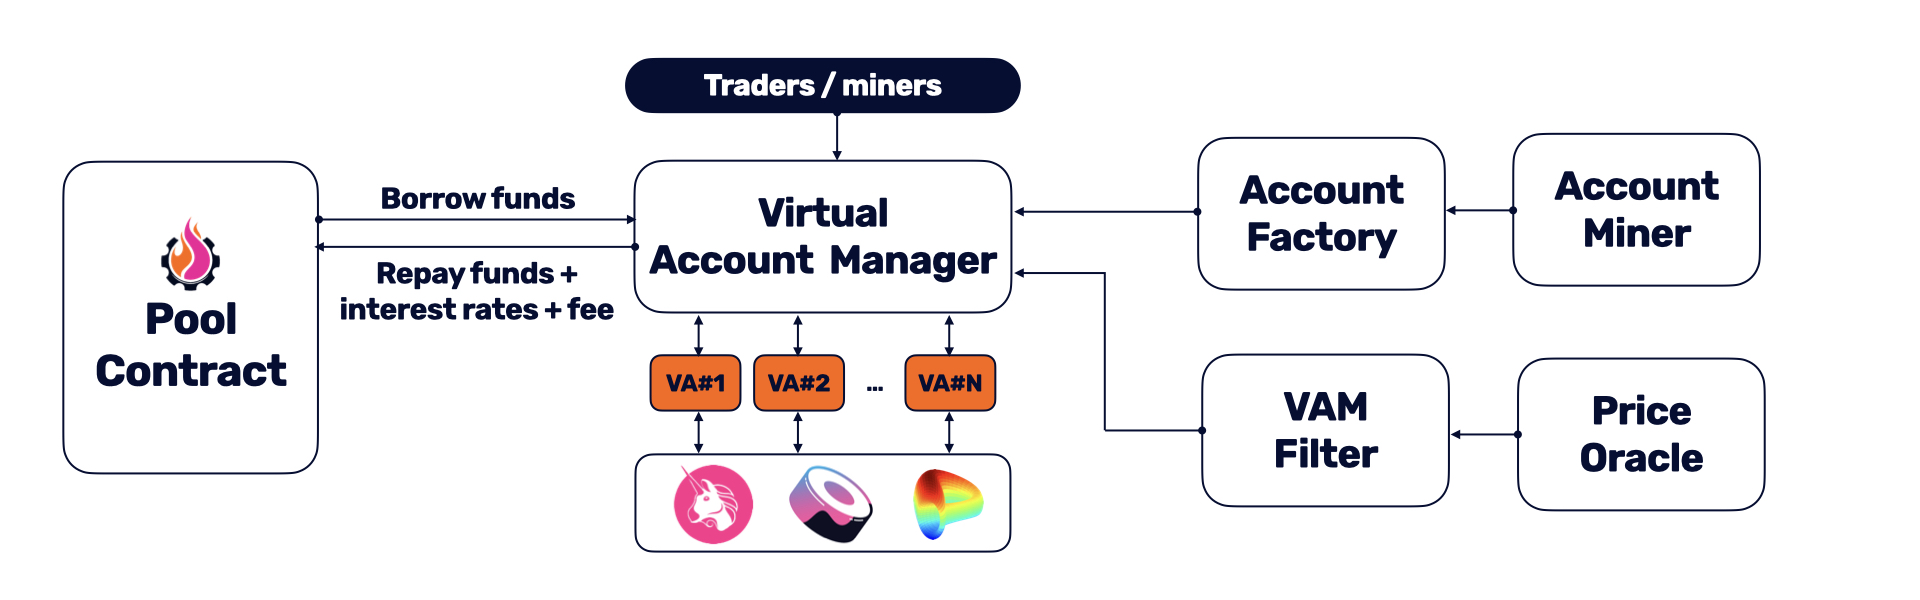 Traders / miners
Borrow funds
Repay funds +
interest rates + fee
Pool
Contract
Virtual
Account Manager
Account
Factory
Account
Miner
VA#1
VA#2
...
VA#N
VAM
Filter
Price
Oracle